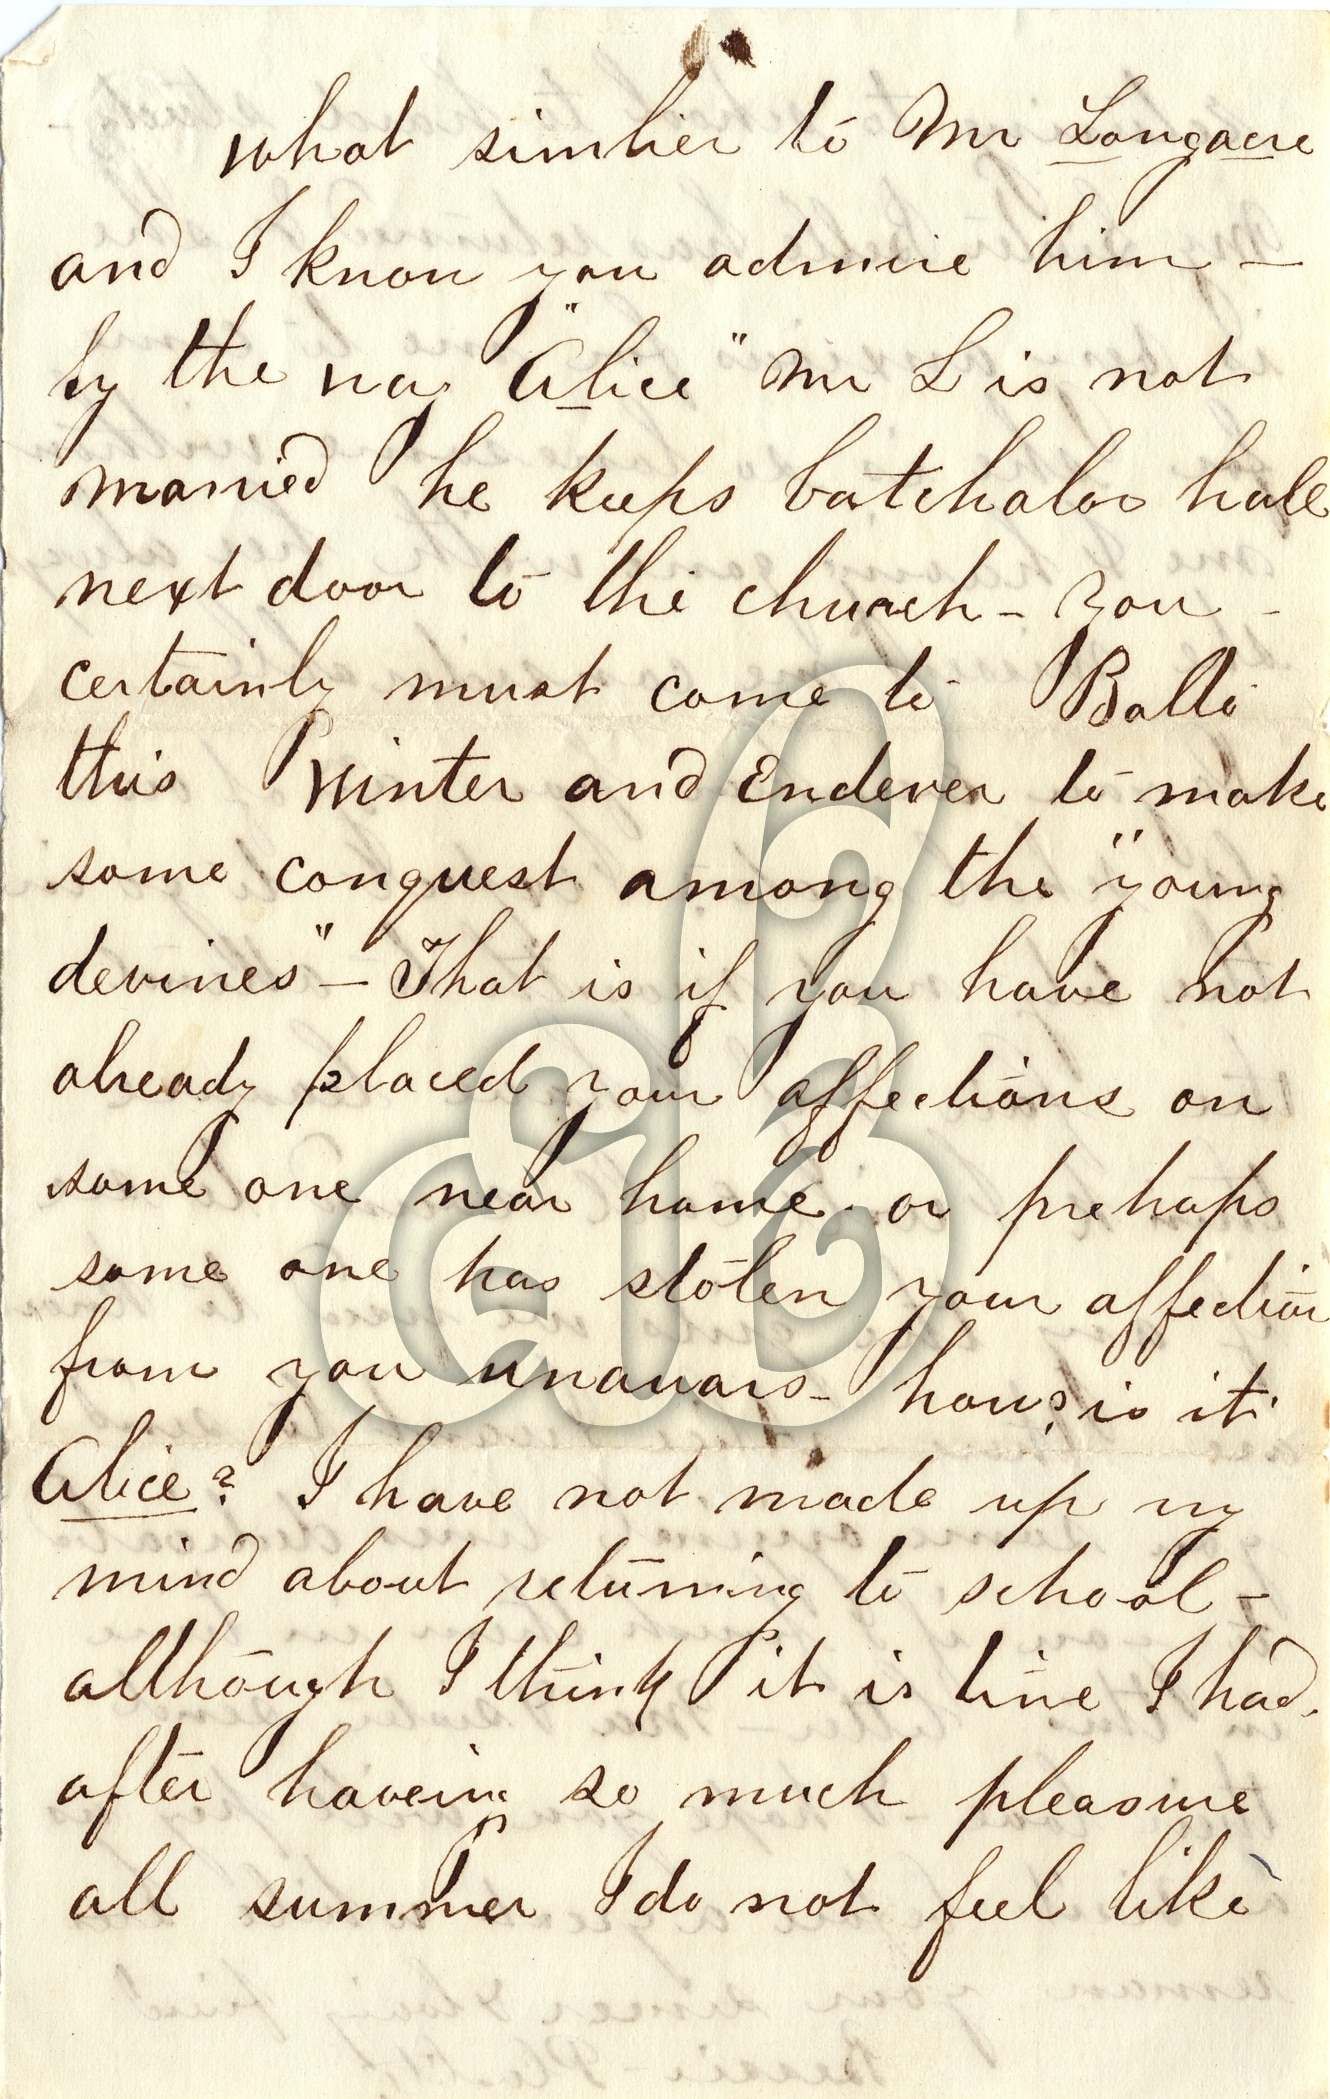 what simlier to Mr Longacre
and I know you admire him —
by the way "Alice" Mr L is not
married he keeps batchalor hall
next door to the church — you -
certainly must come to Balto
this Winter and Endever to make
some conquest among the "young
devines" — That is if you have not
already placed your affections on
some one near home. or prehaps
some one has stolen your affection
from you unawars — how is it
Alice? I have not made up my
mind about returning to school —
although I think it is time I had.
after haveing so much pleasure
all summer I do not feel like